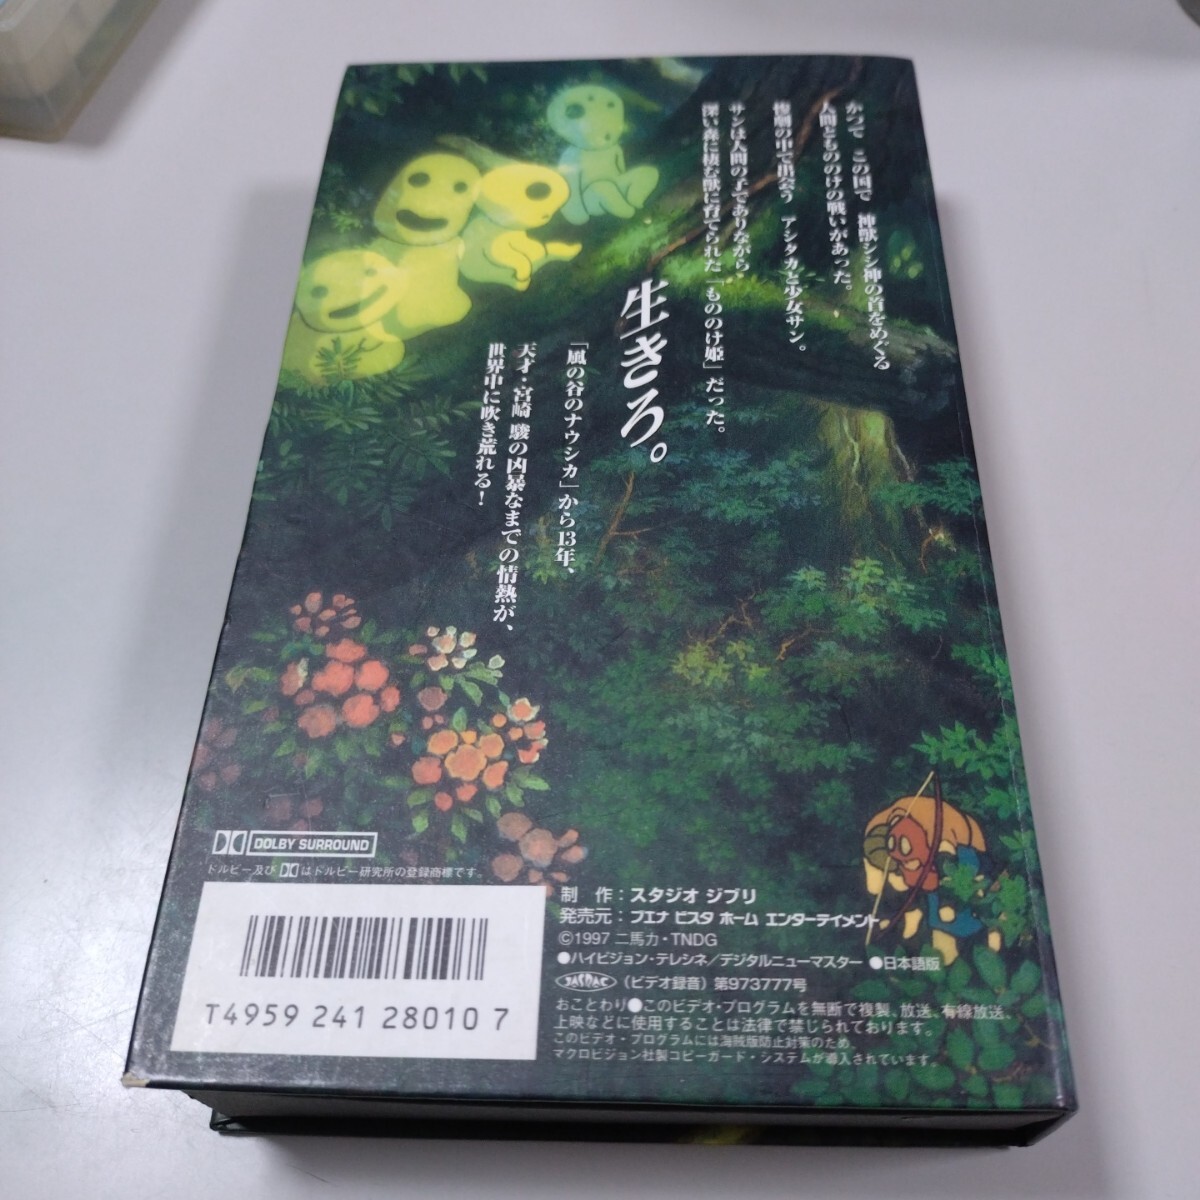 かつて この国で 神獣シシ神の首をめぐる
人間ともののけの戦いがあった。
惨劇の中で出会う アシタカと少女サン。
サンは人間の子でありながら、
深い森に棲む獣に育てられた「もののけ姫」だった。
生きろ。
「風の谷のナウシカ」から13年、
天才・宮崎 駿の凶暴なまでの情熱が、
世界中に吹き荒れる!
DOLBY SURROUND
ドルビー及び はドルビー研究所の登録商標です。
T4959 241 28010 7
制 作:スタジオ ジブリ
発売元:ブエナ ビスタ ホーム エンターテイメント
©1997 二馬力・TNDG
●ハイビジョン・テレシネ/デジタルニューマスター ●日本語版
JASRAC (ビデオ録音) 第973777号
おことわり●このビデオ・プログラムを無断で複製、放送、有線放送、
上映などに使用することは法律で禁じられております。
このビデオ・プログラムには海賊版防止対策のため、
マクロビジョン社製コピーガード・システムが導入されています。